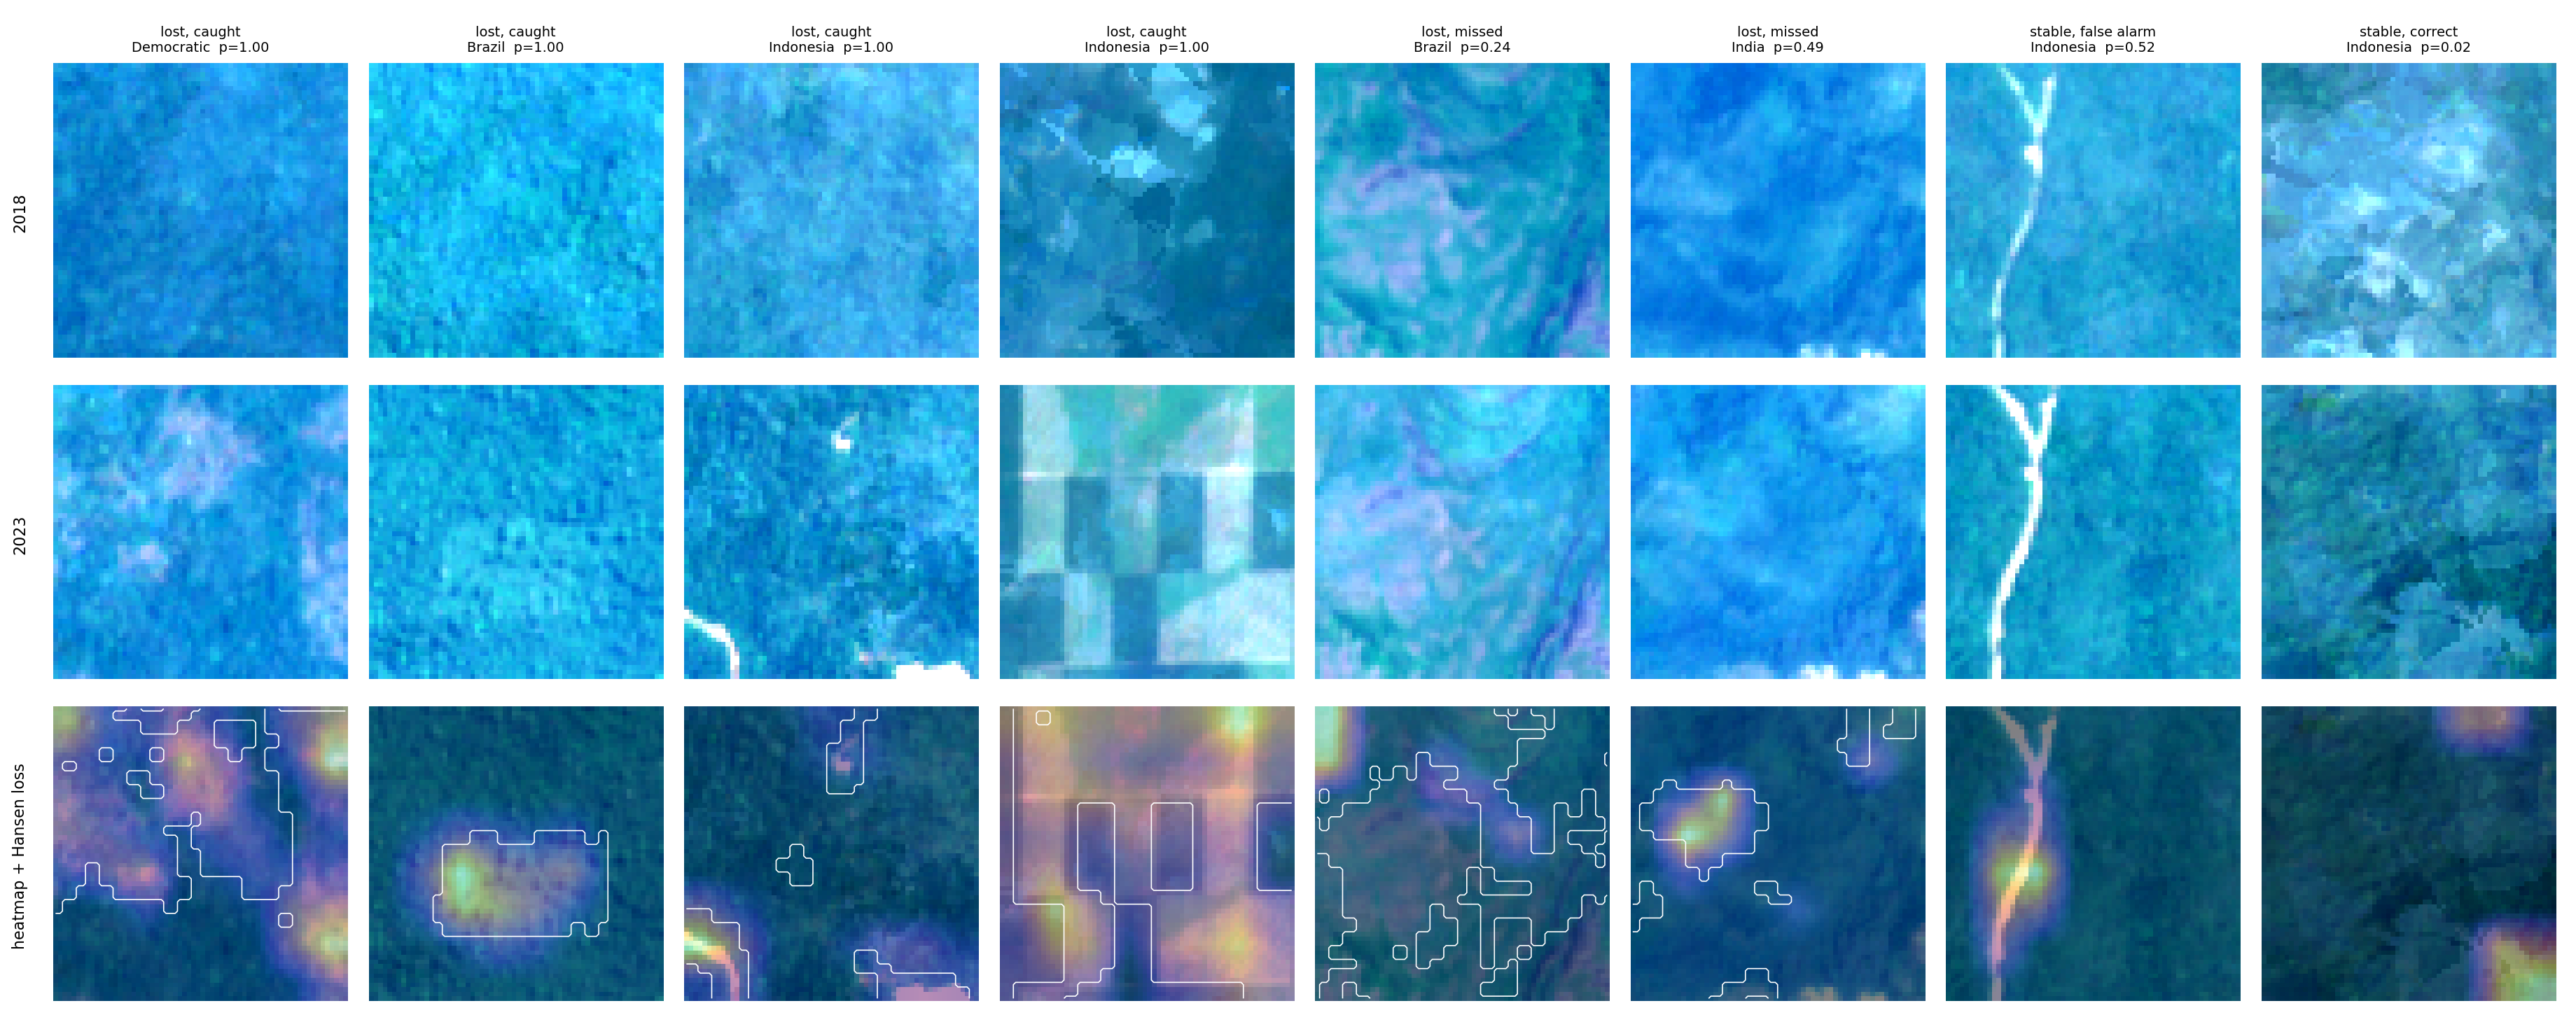 lost, caught
Democratic p=1.00
lost, caught
Brazil p=1.00
lost, caught
Indonesia p=1.00
lost, caught
Indonesia p=1.00
lost, missed
Brazil p=0.24
lost, missed
India p=0.49
stable, false alarm
Indonesia p=0.52
stable, correct
Indonesia p=0.02
2018
2023
heatmap + Hansen loss